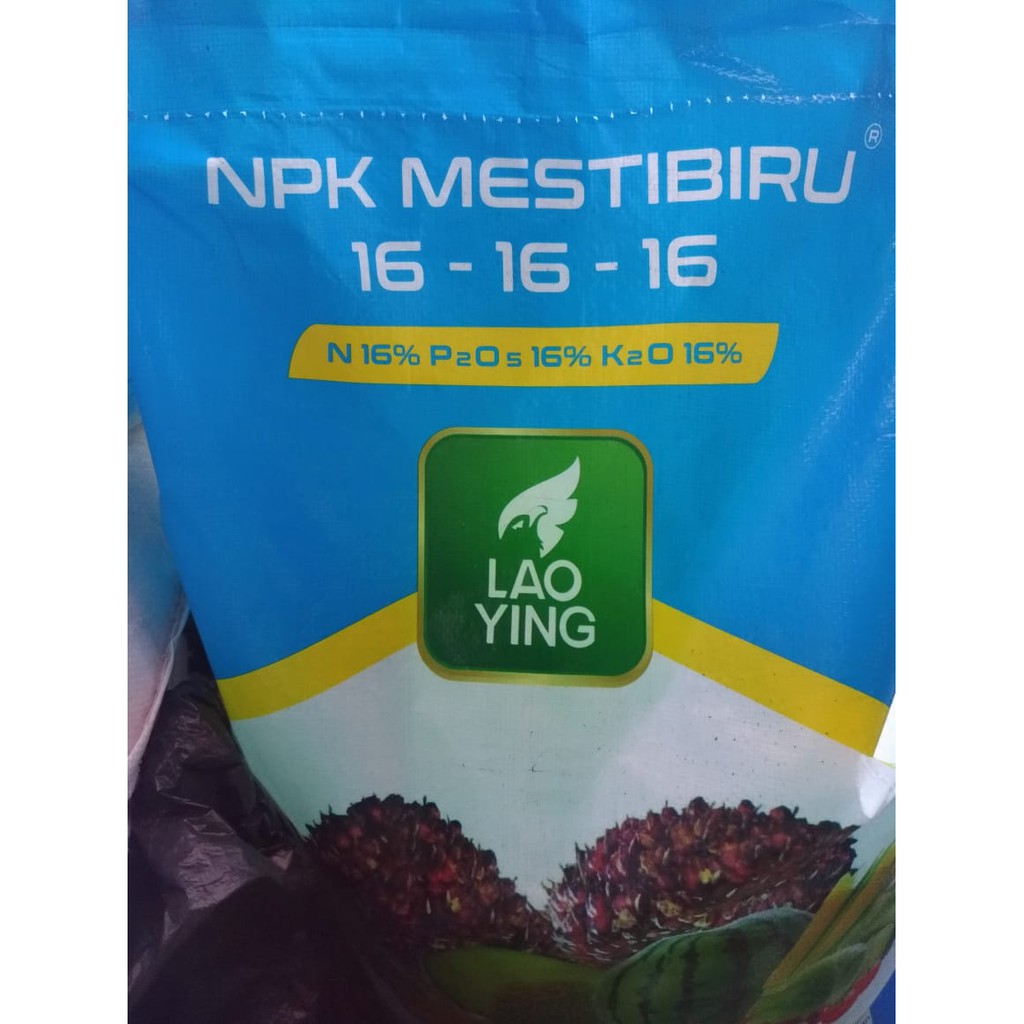 NPK MESTIBIRU®
16 - 16 - 16
N 16% P₂O₅ 16% K₂O 16%
LAO
YING